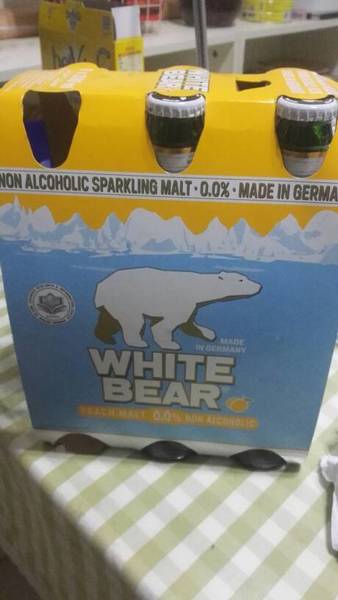 NON ALCOHOLIC SPARKLING MALT · 0.0% · MADE IN GERMA
MADE
IN GERMANY
WHITE
BEAR
PEACH MALT 0.0% NON ALCOHOLIC